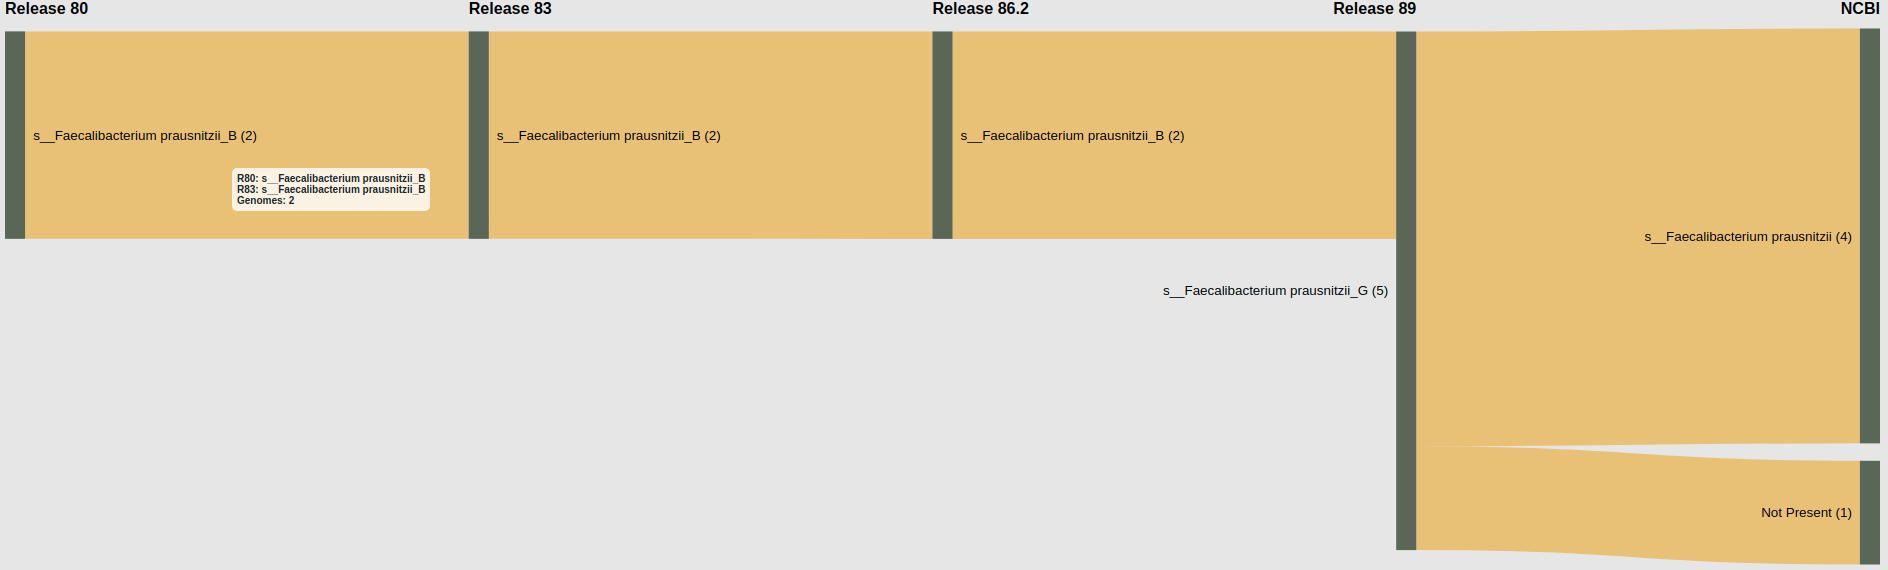 Release 80
Release 83
Release 86.2
Release 89
NCBI
s__Faecalibacterium prausnitzii_B (2)
s__Faecalibacterium prausnitzii_B (2)
s__Faecalibacterium prausnitzii_B (2)
R80: s__Faecalibacterium prausnitzii_B
R83: s__Faecalibacterium prausnitzii_B
Genomes: 2
s__Faecalibacterium prausnitzii (4)
s__Faecalibacterium prausnitzii_G (5)
Not Present (1)